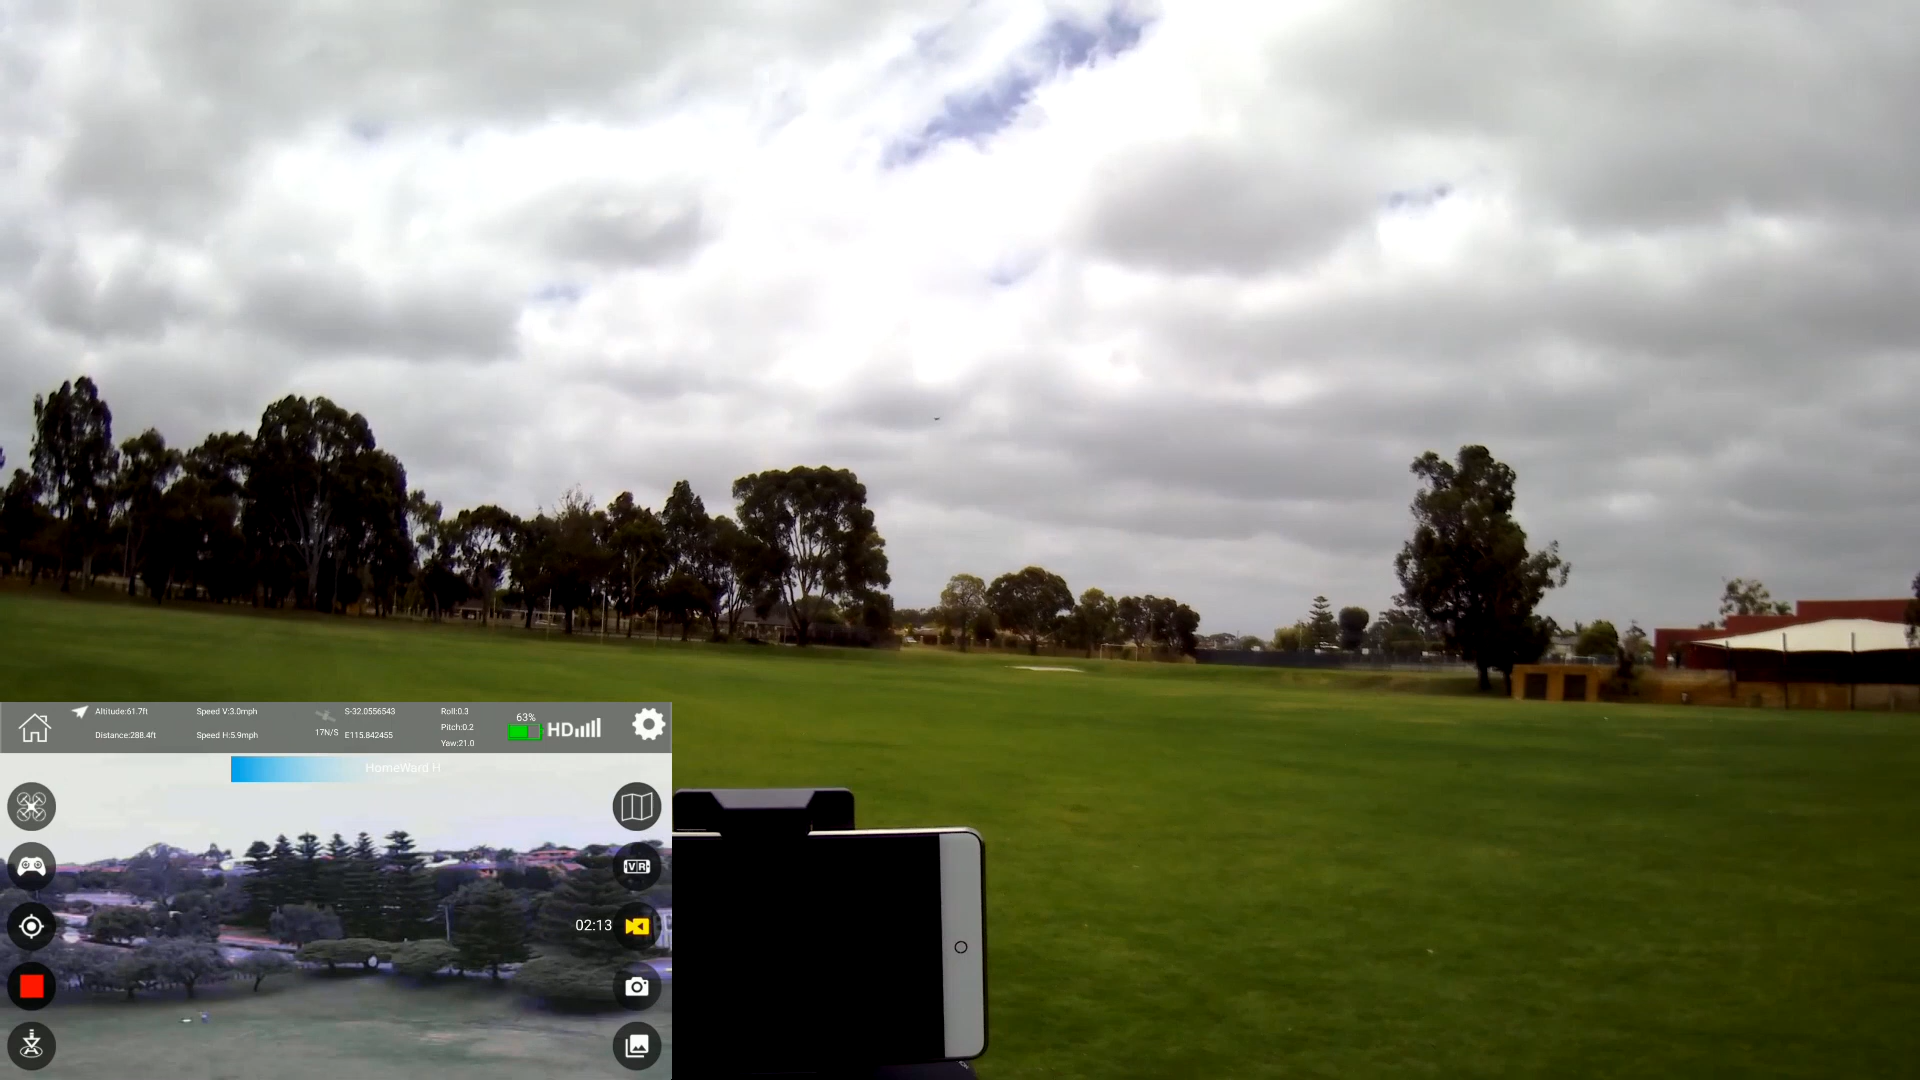 Altitude:61.7ft
Speed V:3.0mph
S-32.0556543
Roll:0.3
63%
HD
Distance:288.4ft
Speed H:5.9mph
17N/S
E115.842455
Pitch:0.2
Yaw:21.0
HomeWard H
VR
02:13